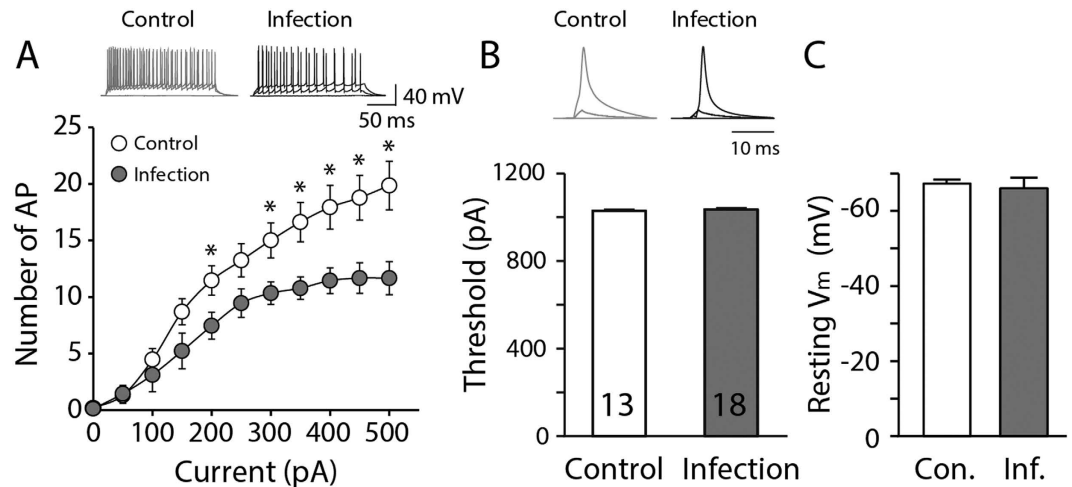 A
Control
Infection
40 mV
50 ms
Control
Infection
Number of AP
25
20
15
10
5
0
* * * * * *
0 100 200 300 400 500
Current (pA)
B
Control
Infection
10 ms
Threshold (pA)
1200
800
400
0
13
18
Control
Infection
C
Resting Vm (mV)
-60
-40
-20
0
Con.
Inf.